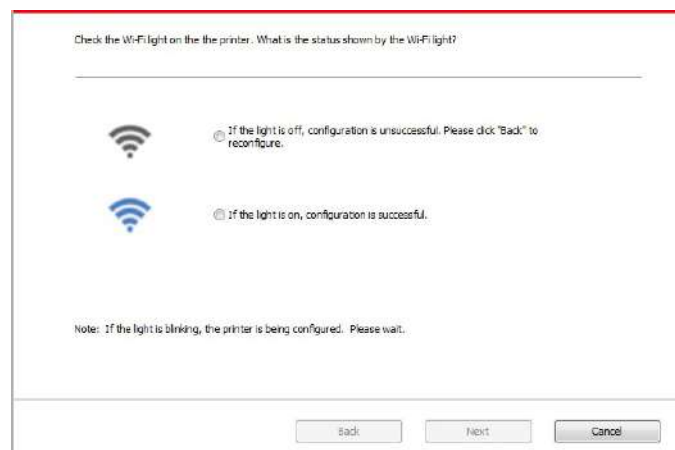 Check the Wi-Fi light on the the printer. What is the status shown by the Wi-Fi light?
If the light is off, configuration is unsuccessful. Please click "Back" to
reconfigure.
If the light is on, configuration is successful.
Note: If the light is blinking, the printer is being configured. Please wait.
Back
Next
Cancel